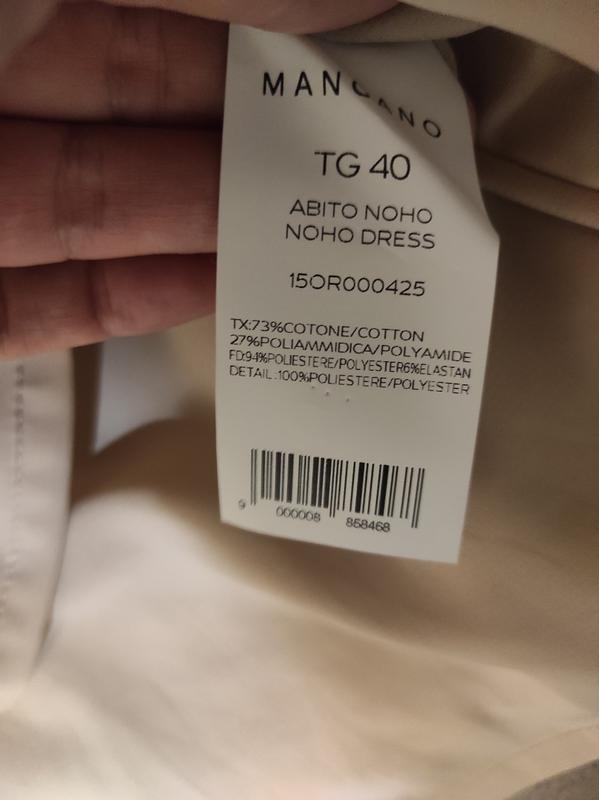 MANGANO
TG 40
ABITO NOHO
NOHO DRESS
15OR000425
TX:73%COTONE/COTTON
27%POLIAMMIDICA/POLYAMIDE
FD:94%POLIESTERE/POLYESTER6%ELASTAN
DETAIL:100%POLIESTERE/POLYESTER
9 000008 858468